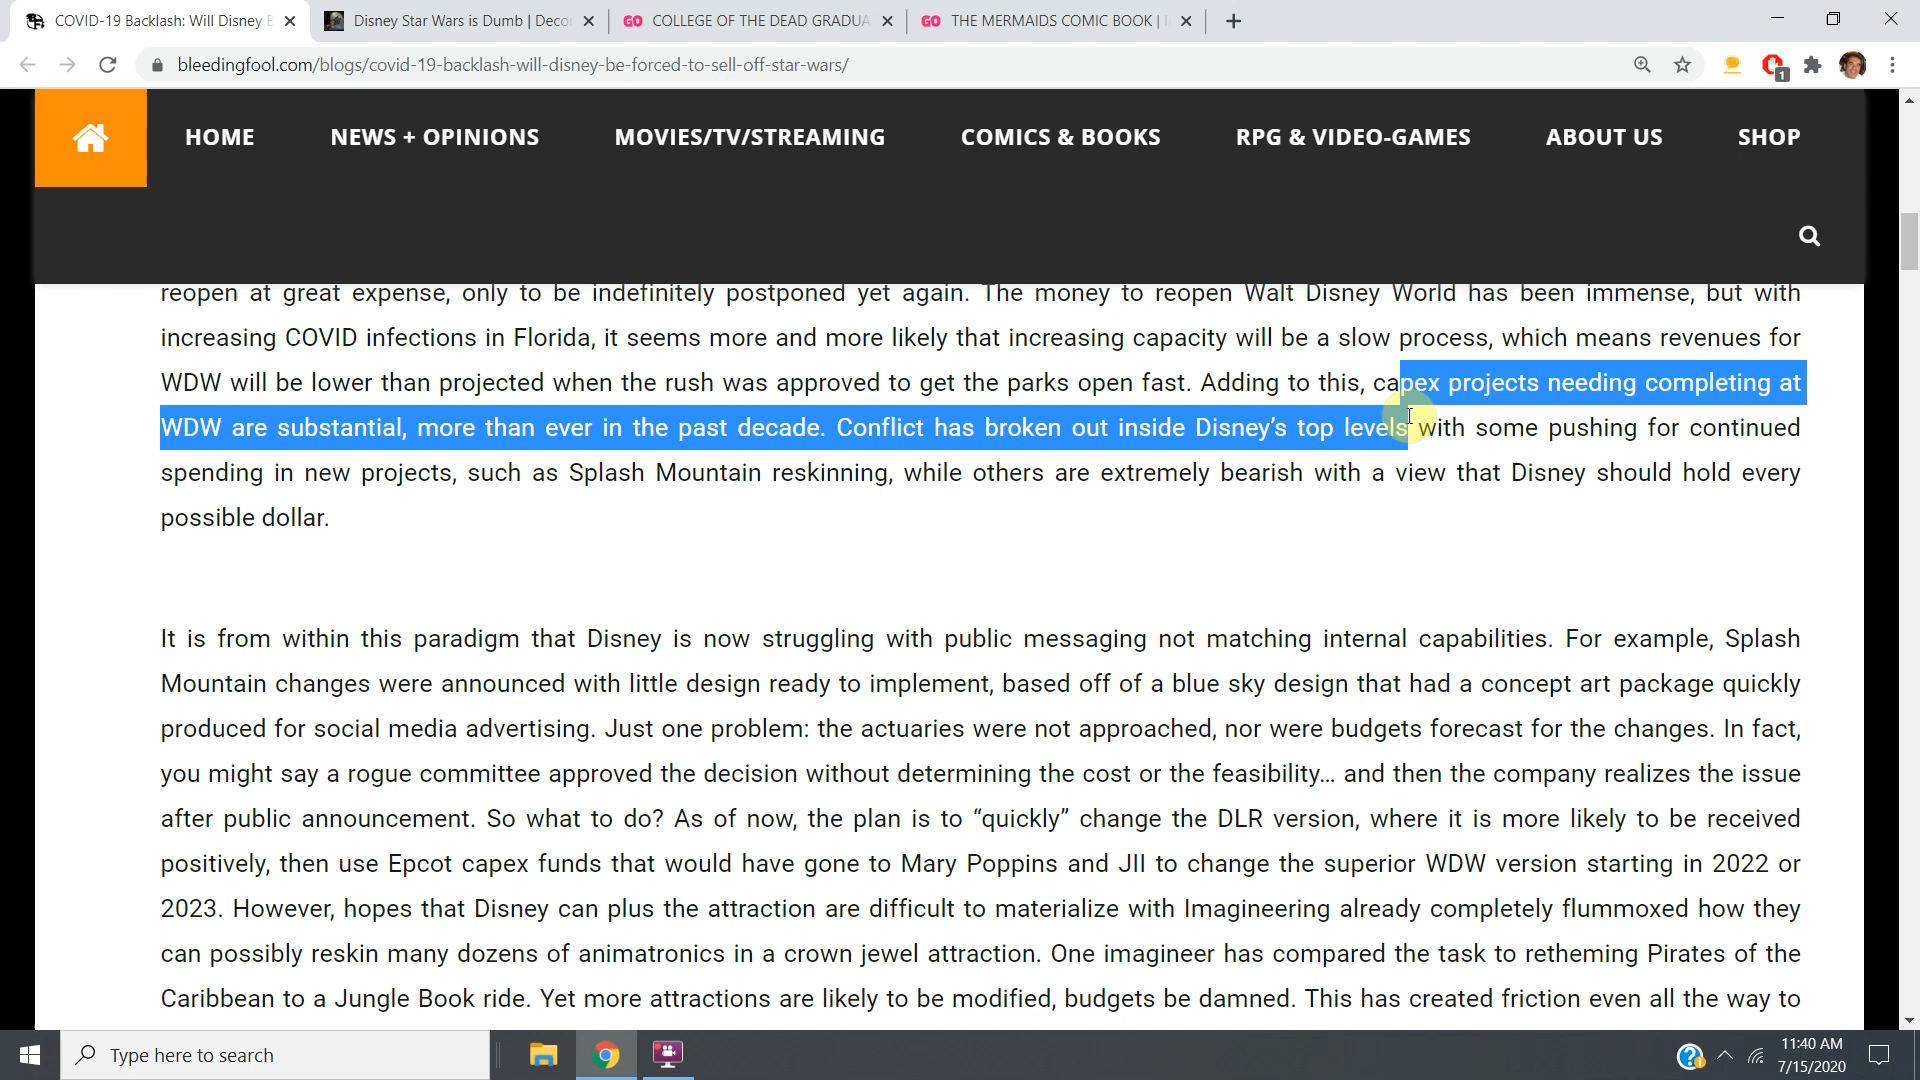 COVID-19 Backlash: Will Disney B
Disney Star Wars is Dumb | Deco
GO COLLEGE OF THE DEAD GRADUA
GO THE MERMAIDS COMIC BOOK | I
bleedingfool.com/blogs/covid-19-backlash-will-disney-be-forced-to-sell-off-star-wars/
1
HOME NEWS + OPINIONS MOVIES/TV/STREAMING COMICS & BOOKS RPG & VIDEO-GAMES ABOUT US SHOP
reopen at great expense, only to be indefinitely postponed yet again. The money to reopen Walt Disney World has been immense, but with
increasing COVID infections in Florida, it seems more and more likely that increasing capacity will be a slow process, which means revenues for
WDW will be lower than projected when the rush was approved to get the parks open fast. Adding to this, capex projects needing completing at
WDW are substantial, more than ever in the past decade. Conflict has broken out inside Disney’s top levels with some pushing for continued
spending in new projects, such as Splash Mountain reskinning, while others are extremely bearish with a view that Disney should hold every
possible dollar.
It is from within this paradigm that Disney is now struggling with public messaging not matching internal capabilities. For example, Splash
Mountain changes were announced with little design ready to implement, based off of a blue sky design that had a concept art package quickly
produced for social media advertising. Just one problem: the actuaries were not approached, nor were budgets forecast for the changes. In fact,
you might say a rogue committee approved the decision without determining the cost or the feasibility… and then the company realizes the issue
after public announcement. So what to do? As of now, the plan is to “quickly” change the DLR version, where it is more likely to be received
positively, then use Epcot capex funds that would have gone to Mary Poppins and JII to change the superior WDW version starting in 2022 or
2023. However, hopes that Disney can plus the attraction are difficult to materialize with Imagineering already completely flummoxed how they
can possibly reskin many dozens of animatronics in a crown jewel attraction. One imagineer has compared the task to retheming Pirates of the
Caribbean to a Jungle Book ride. Yet more attractions are likely to be modified, budgets be damned. This has created friction even all the way to
Type here to search
11:40 AM
7/15/2020